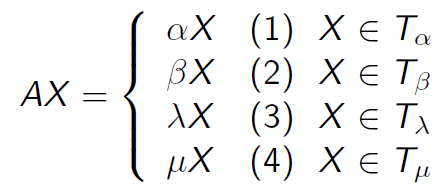 αX (1) X ∈ T_α
βX (2) X ∈ T_β
AX = {
λX (3) X ∈ T_λ
μX (4) X ∈ T_μ